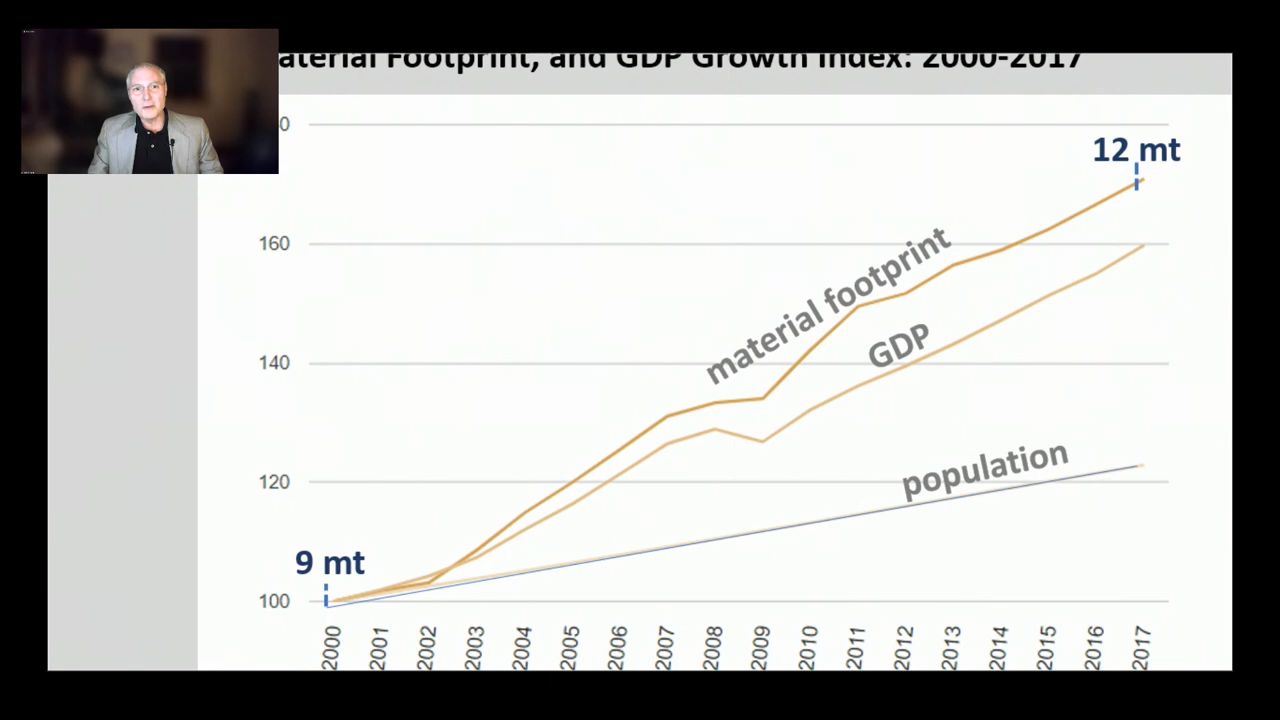 aterial Footprint, and GDP Growth Index: 2000-2017
0
12 mt
160
material footprint
GDP
140
population
120
9 mt
100
2000 2001 2002 2003 2004 2005 2006 2007 2008 2009 2010 2011 2012 2013 2014 2015 2016 2017